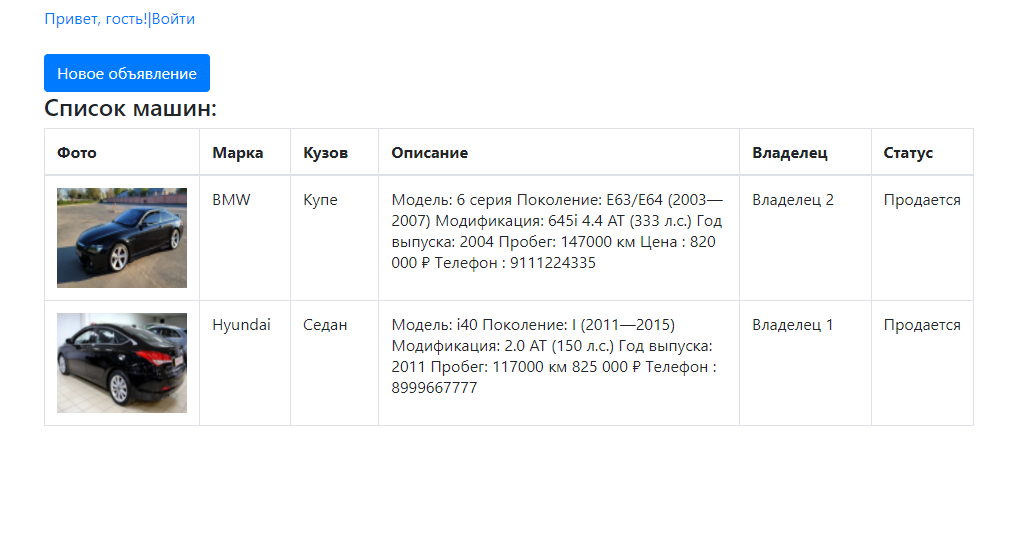 Привет, гость!|Войти
Новое объявление
Список машин:
Фото Марка Кузов Описание Владелец Статус
BMW Купе Модель: 6 серия Поколение: E63/E64 (2003— Владелец 2 Продается
2007) Модификация: 645i 4.4 AT (333 л.с.) Год
выпуска: 2004 Пробег: 147000 км Цена : 820
000 ₽ Телефон : 9111224335
Hyundai Седан Модель: i40 Поколение: I (2011—2015) Владелец 1 Продается
Модификация: 2.0 AT (150 л.с.) Год выпуска:
2011 Пробег: 117000 км 825 000 ₽ Телефон :
8999667777